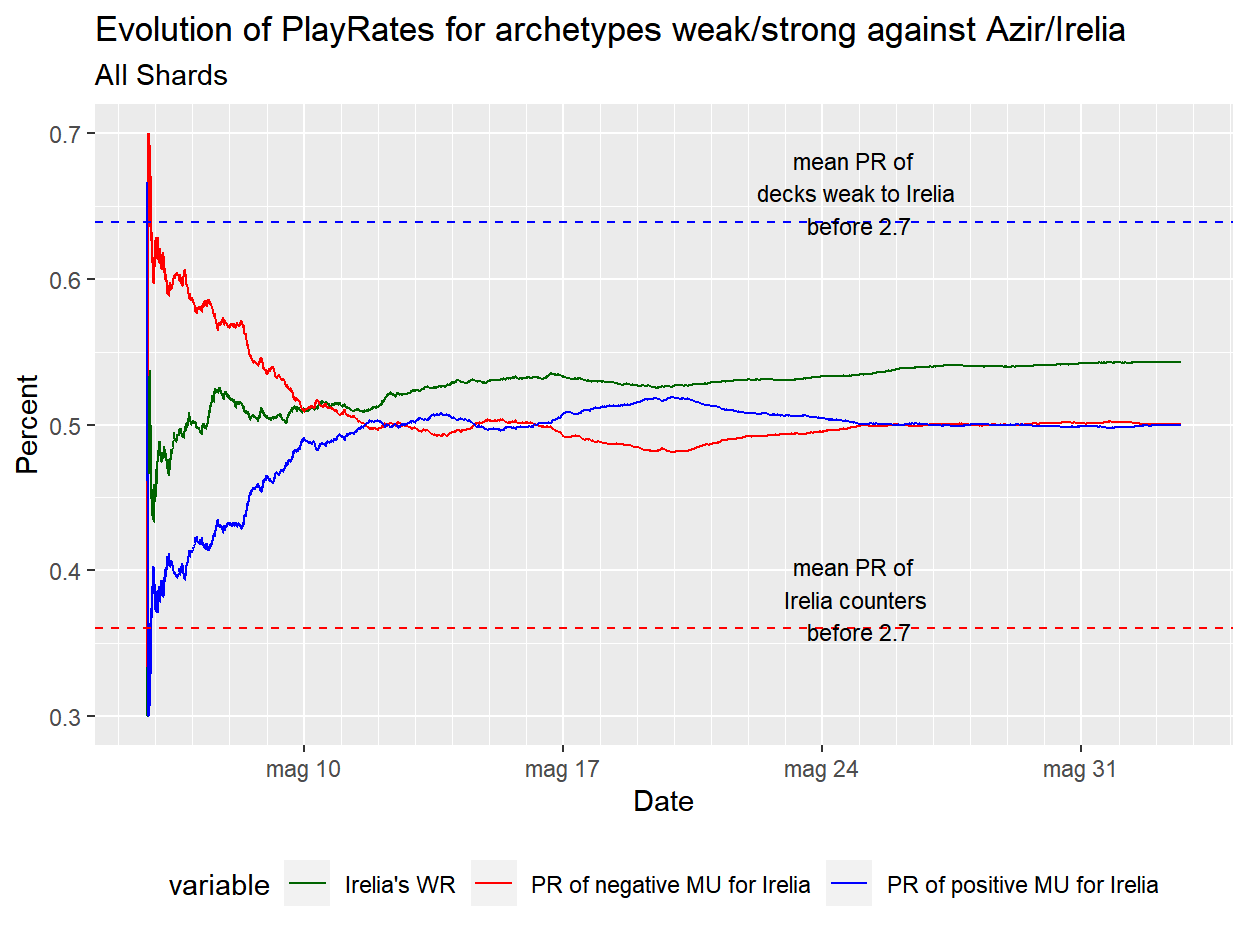 Evolution of PlayRates for archetypes weak/strong against Azir/Irelia
All Shards
Percent
0.7
0.6
0.5
0.4
0.3
mean PR of
decks weak to Irelia
before 2.7
mean PR of
Irelia counters
before 2.7
mag 10 mag 17 mag 24 mag 31
Date
variable Irelia's WR PR of negative MU for Irelia PR of positive MU for Irelia